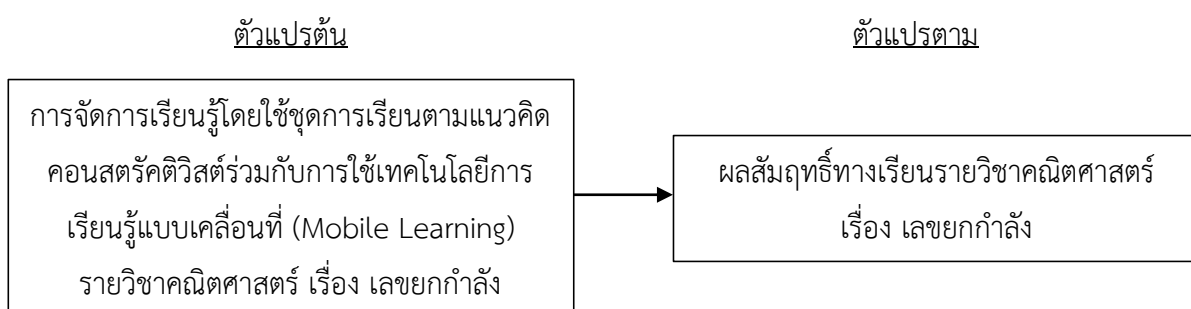 ตัวแปรต้น
ตัวแปรตาม
การจัดการเรียนรู้โดยใช้ชุดการเรียนตามแนวคิด
คอนสตรัคติวิสต์ร่วมกับการใช้เทคโนโลยีการ
เรียนรู้แบบเคลื่อนที่ (Mobile Learning)
รายวิชาคณิตศาสตร์ เรื่อง เลขยกกำลัง
ผลสัมฤทธิ์ทางเรียนรายวิชาคณิตศาสตร์
เรื่อง เลขยกกำลัง